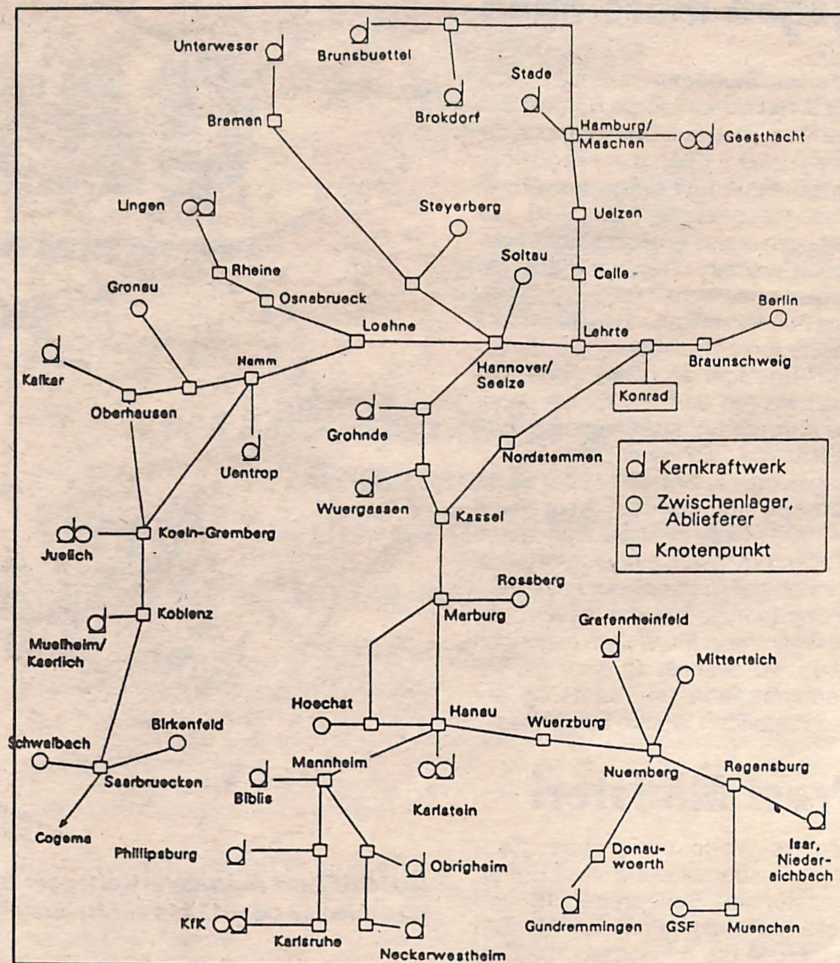 Unterweser
Brunsbuettel
Stade
Brokdorf
Bremen
Hamburg/
Maschen
Geesthacht
Lingen
Steyerberg
Uelzen
Soltau
Rheine
Celle
Gronau
Osnabrueck
Berlin
Loehne
Lehrte
Hamm
Hannover/
Seelze
Braunschweig
Kalkar
Konrad
Oberhausen
Grohnde
Uentrop
Nordstemmen
Wuergassen
Kernkraftwerk
Zwischenlager,
Ablieferer
Knotenpunkt
Kassel
Koeln-Gremberg
Juelich
Rossberg
Koblenz
Marburg
Grafenrheinfeld
Muelheim/
Kaerlich
Mitterteich
Hoechst
Hanau
Wuerzburg
Birkenfeld
Schwalbach
Mannheim
Nuernberg
Regensburg
Saarbruecken
Biblis
Karlstein
Cogema
Phillipsburg
Obrigheim
Donau-
woerth
Isar,
Nieder-
eichbach
KfK
Karlsruhe
Neckarwestheim
Gundremmingen
GSF
Muenchen